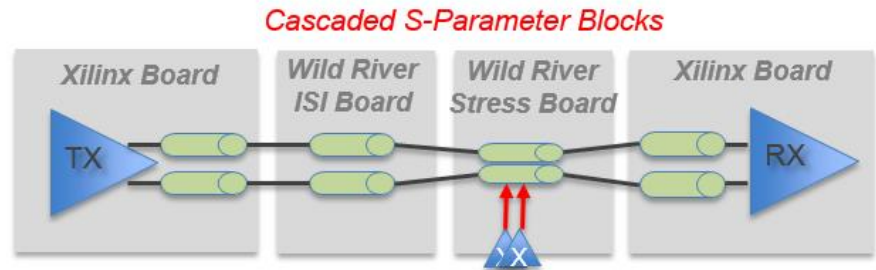 Cascaded S-Parameter Blocks
Xilinx Board
Wild River
ISI Board
Wild River
Stress Board
Xilinx Board
TX
RX
X